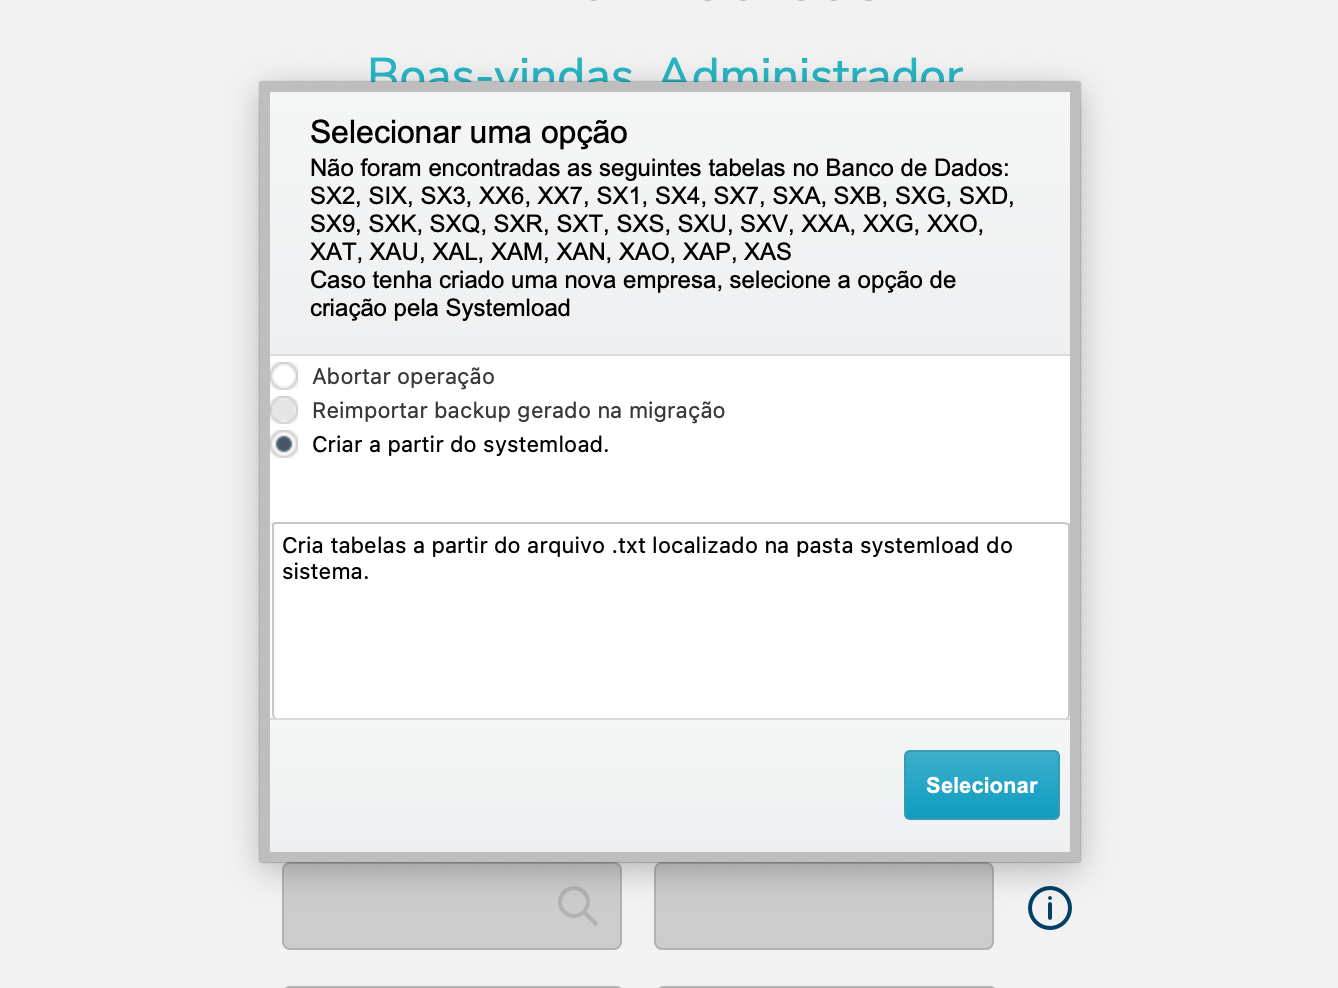 Boas-vindas, Administrador
Selecionar uma opção
Não foram encontradas as seguintes tabelas no Banco de Dados:
SX2, SIX, SX3, XX6, XX7, SX1, SX4, SX7, SXA, SXB, SXG, SXD,
SX9, SXK, SXQ, SXR, SXT, SXS, SXU, SXV, XXA, XXG, XXO,
XAT, XAU, XAL, XAM, XAN, XAO, XAP, XAS
Caso tenha criado uma nova empresa, selecione a opção de
criação pela Systemload
Abortar operação
Reimportar backup gerado na migração
Criar a partir do systemload.
Cria tabelas a partir do arquivo .txt localizado na pasta systemload do
sistema.
Selecionar